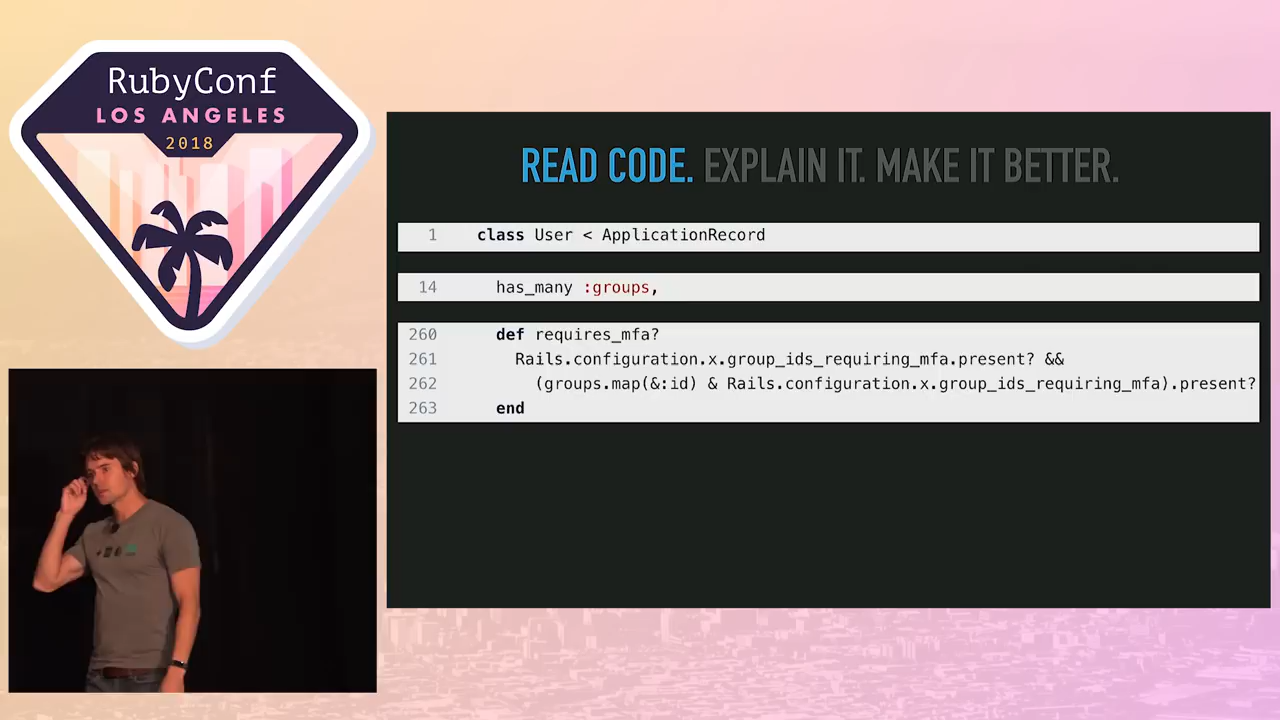 RubyConf
LOS ANGELES
2018
READ CODE. EXPLAIN IT. MAKE IT BETTER.
1 class User < ApplicationRecord
14 has_many :groups,
260 def requires_mfa?
261 Rails.configuration.x.group_ids_requiring_mfa.present? &&
262 (groups.map(&:id) & Rails.configuration.x.group_ids_requiring_mfa).present?
263 end